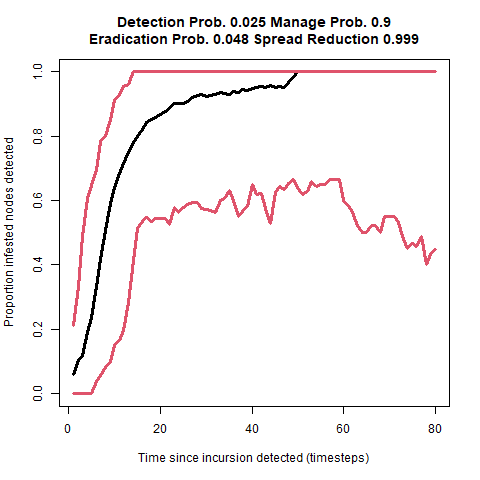 Detection Prob. 0.025 Manage Prob. 0.9
Eradication Prob. 0.048 Spread Reduction 0.999
Proportion infested nodes detected
1.0
0.8
0.6
0.4
0.2
0.0
0 20 40 60 80
Time since incursion detected (timesteps)